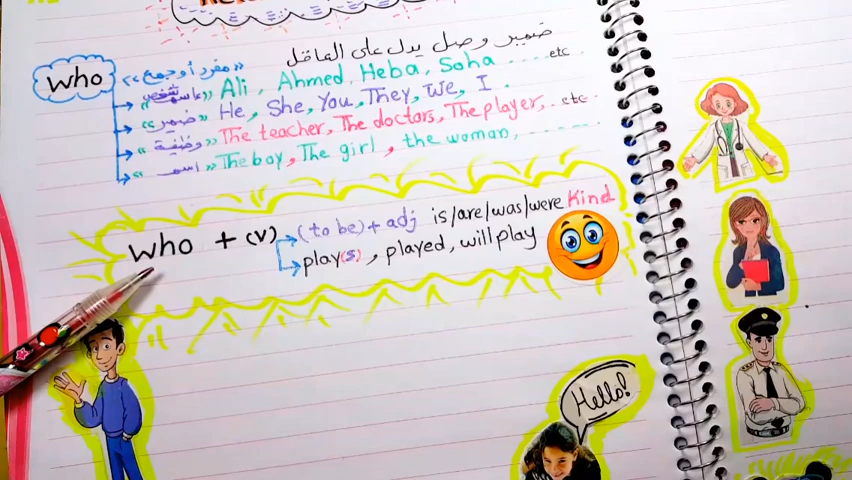 ضمير وصل يدل على العاقل
who « مفرد أو جمع »
« اسم شخص » Ali, Ahmed, Heba, Soha ..... etc
« ضمير » He, She, You, They, We, I.
« وظيفة » The teacher, The doctors, The player, .. etc
« اسم » The boy, The girl, the woman, ......
who + (v) (to be) + adj is/are/was/were Kind
play(s), played, will play
Hello!